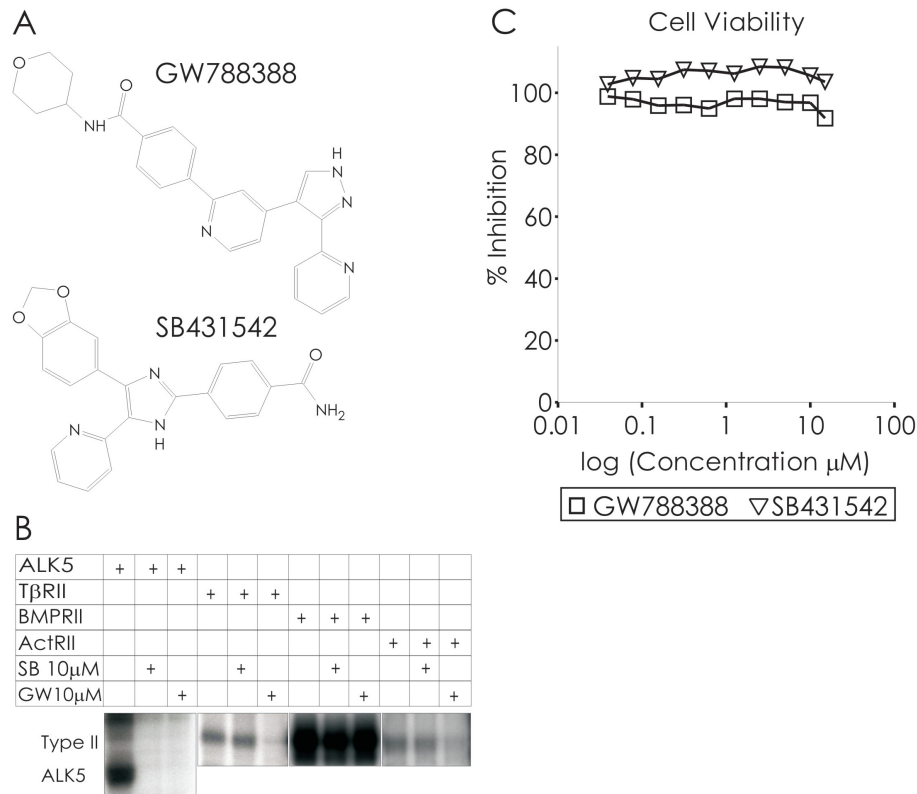 A
GW788388
O
O
NH
H
N
N
N
N
SB431542
O
O
N
O
NH2
N
N
H
B
ALK5 + + +
TβRII + + +
BMPRII + + +
ActRII + + +
SB 10μM + + + +
GW10μM + + + +
Type II
ALK5
C
Cell Viability
% Inhibition
100
80
60
40
20
0
0.01 0.1 1 10 100
log (Concentration μM)
GW788388 SB431542